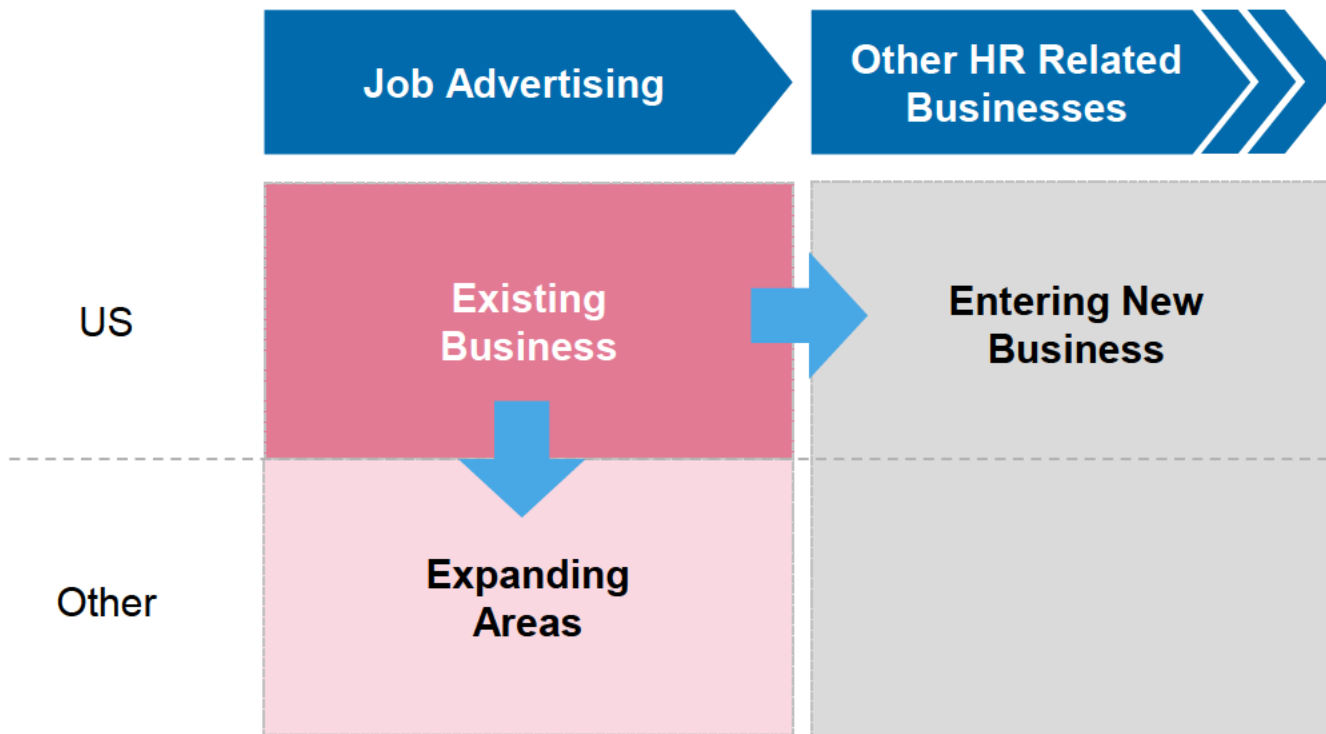 Job Advertising
Other HR Related
Businesses
US
Existing
Business
Entering New
Business
Other
Expanding
Areas